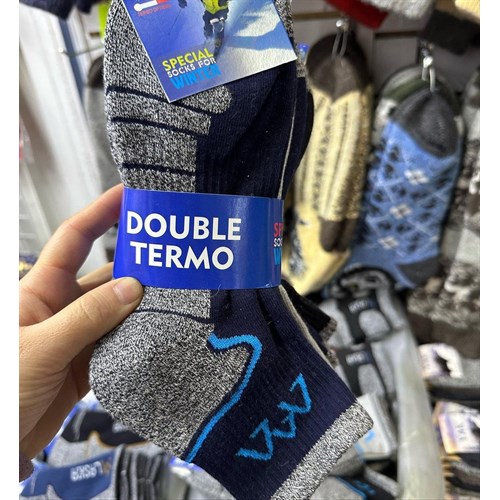 SPECIAL
SOCKS FOR
WINTER
DOUBLE
TERMO